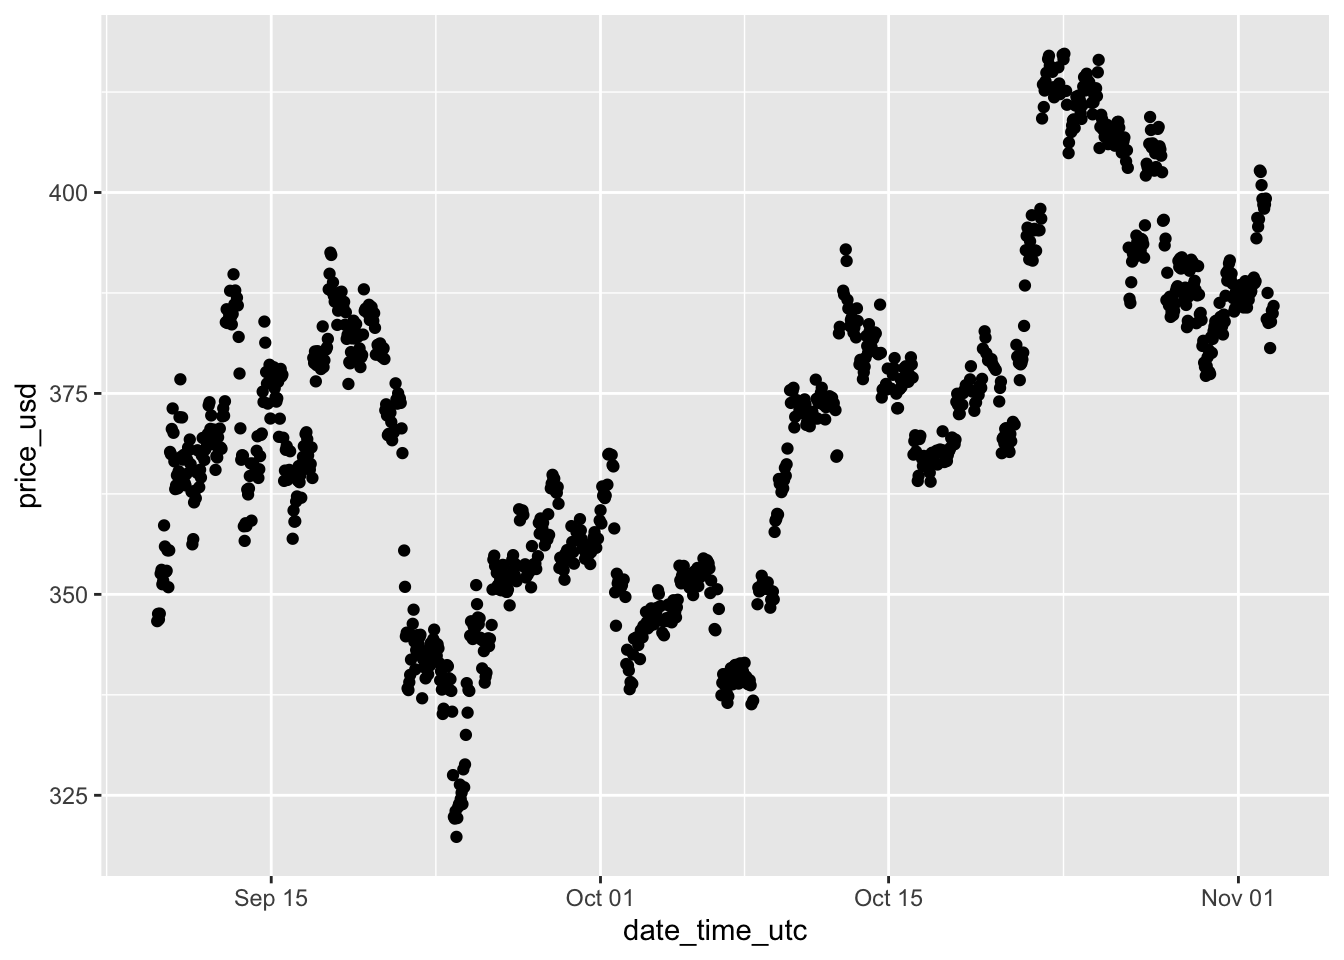 400
375
350
325
price_usd
Sep 15
Oct 01
Oct 15
Nov 01
date_time_utc